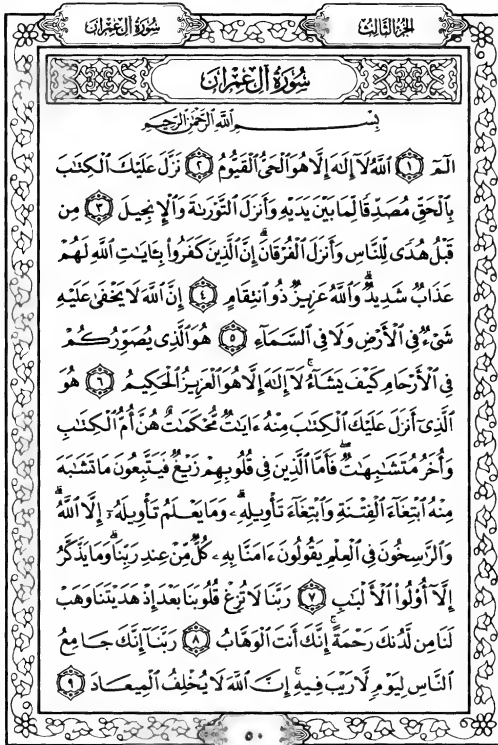 سُورَةُ آلِ عِمْرَان
الجُزْءُ الثَّالِثُ
سُورَةُ آلِ عِمْرَان
بِسْمِ ٱللَّهِ ٱلرَّحْمَٰنِ ٱلرَّحِيمِ
الٓمٓ ١ ٱللَّهُ لَآ إِلَٰهَ إِلَّا هُوَ ٱلْحَىُّ ٱلْقَيُّومُ ٢ نَزَّلَ عَلَيْكَ ٱلْكِتَٰبَ
بِٱلْحَقِّ مُصَدِّقًا لِّمَا بَيْنَ يَدَيْهِ وَأَنزَلَ ٱلتَّوْرَىٰةَ وَٱلْإِنجِيلَ ٣ مِن
قَبْلُ هُدًى لِّلنَّاسِ وَأَنزَلَ ٱلْفُرْقَانَ ۗ إِنَّ ٱلَّذِينَ كَفَرُوا۟ بِـَٔايَٰتِ ٱللَّهِ لَهُمْ
عَذَابٌ شَدِيدٌ ۗ وَٱللَّهُ عَزِيزٌ ذُو ٱنتِقَامٍ ٤ إِنَّ ٱللَّهَ لَا يَخْفَىٰ عَلَيْهِ
شَىْءٌ فِى ٱلْأَرْضِ وَلَا فِى ٱلسَّمَآءِ ٥ هُوَ ٱلَّذِى يُصَوِّرُكُمْ
فِى ٱلْأَرْحَامِ كَيْفَ يَشَآءُ ۚ لَآ إِلَٰهَ إِلَّا هُوَ ٱلْعَزِيزُ ٱلْحَكِيمُ ٦ هُوَ
ٱلَّذِىٓ أَنزَلَ عَلَيْكَ ٱلْكِتَٰبَ مِنْهُ ءَايَٰتٌ مُّحْكَمَٰتٌ هُنَّ أُمُّ ٱلْكِتَٰبِ
وَأُخَرُ مُتَشَٰبِهَٰتٌ ۖ فَأَمَّا ٱلَّذِينَ فِى قُلُوبِهِمْ زَيْغٌ فَيَتَّبِعُونَ مَا تَشَٰبَهَ
مِنْهُ ٱبْتِغَآءَ ٱلْفِتْنَةِ وَٱبْتِغَآءَ تَأْوِيلِهِۦ ۗ وَمَا يَعْلَمُ تَأْوِيلَهُۥٓ إِلَّا ٱللَّهُ ۗ
وَٱلرَّٰسِخُونَ فِى ٱلْعِلْمِ يَقُولُونَ ءَامَنَّا بِهِۦ كُلٌّ مِّنْ عِندِ رَبِّنَا ۗ وَمَا يَذَّكَّرُ
إِلَّآ أُو۟لُوا۟ ٱلْأَلْبَٰبِ ٧ رَبَّنَا لَا تُزِغْ قُلُوبَنَا بَعْدَ إِذْ هَدَيْتَنَا وَهَبْ
لَنَا مِن لَّدُنكَ رَحْمَةً ۚ إِنَّكَ أَنتَ ٱلْوَهَّابُ ٨ رَبَّنَآ إِنَّكَ جَامِعُ
ٱلنَّاسِ لِيَوْمٍ لَّا رَيْبَ فِيهِ ۚ إِنَّ ٱللَّهَ لَا يُخْلِفُ ٱلْمِيعَادَ ٩
٥٠